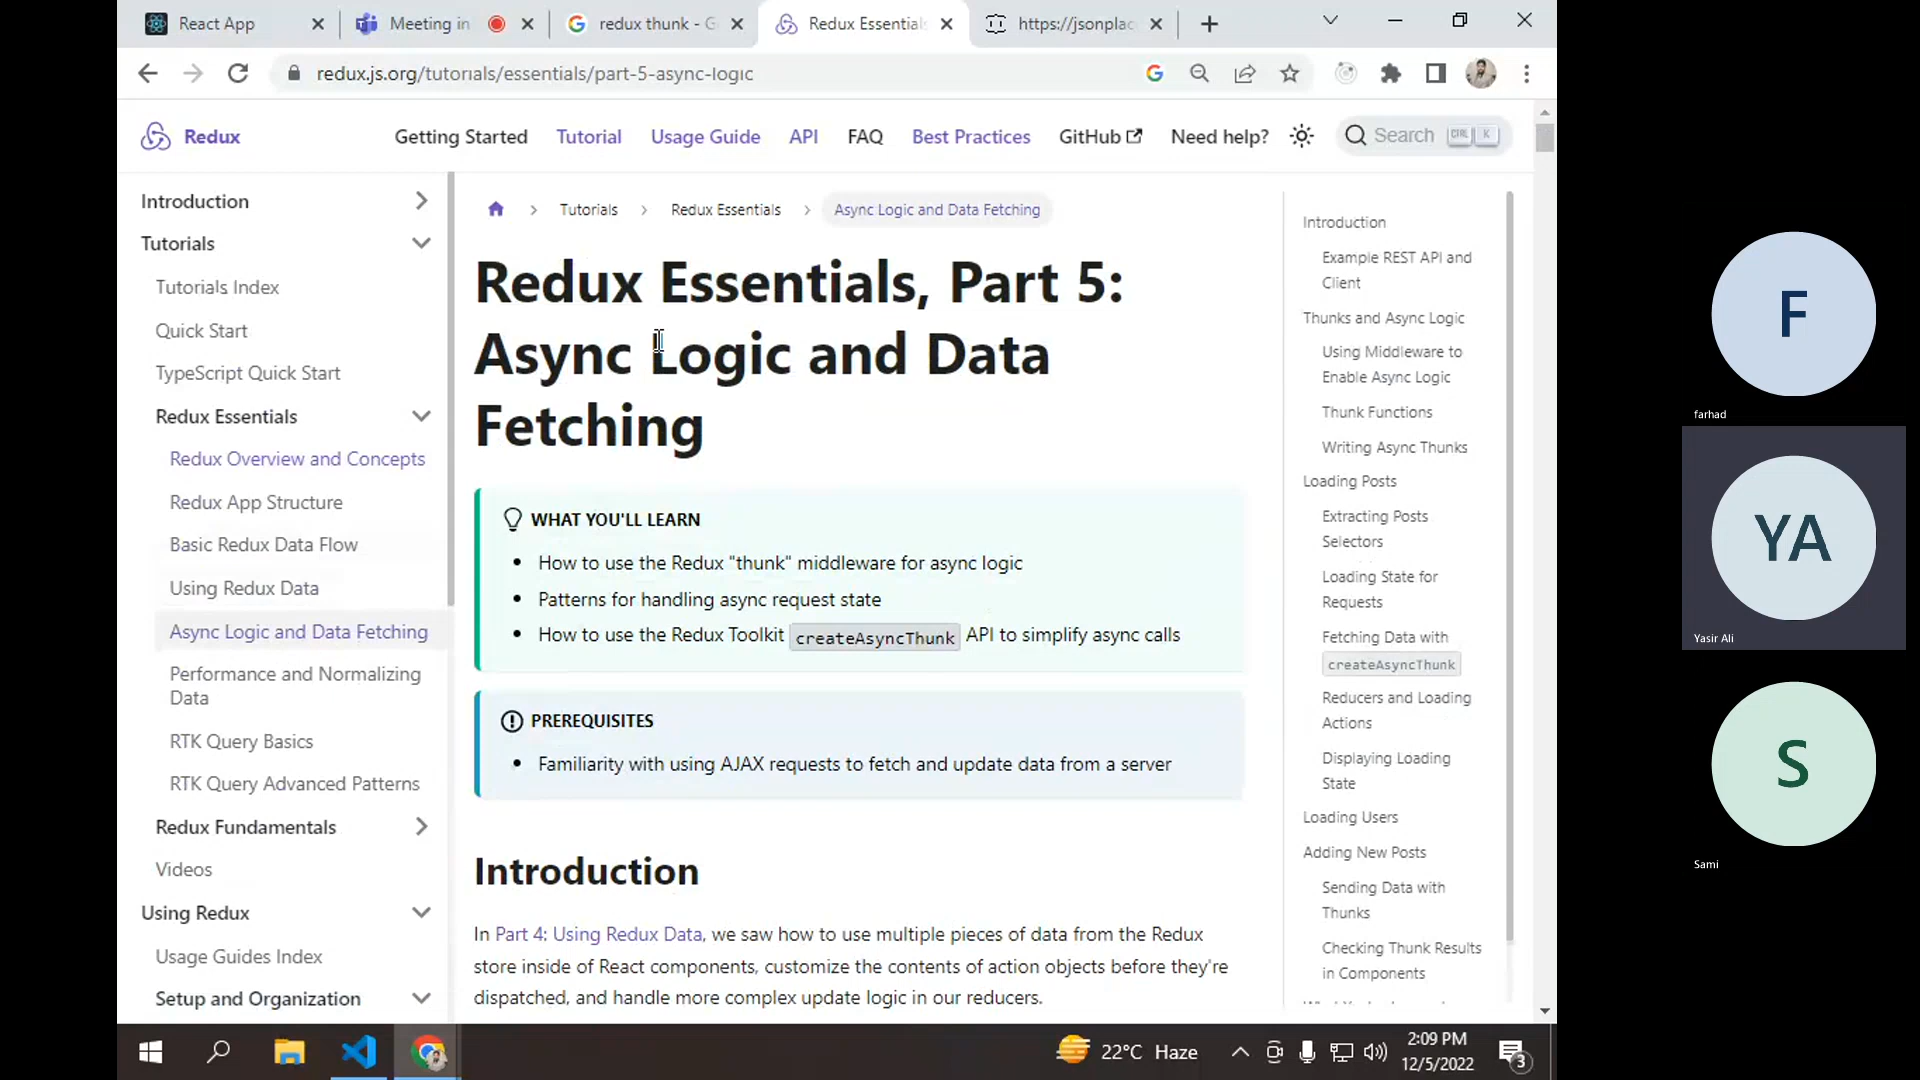 React App
Meeting in
redux thunk - G
Redux Essential
https://jsonplac
redux.js.org/tutorials/essentials/part-5-async-logic
Redux
Getting Started
Tutorial
Usage Guide
API
FAQ
Best Practices
GitHub
Need help?
Search
CTRL
K
Introduction
Tutorials
Tutorials Index
Quick Start
TypeScript Quick Start
Redux Essentials
Redux Overview and Concepts
Redux App Structure
Basic Redux Data Flow
Using Redux Data
Async Logic and Data Fetching
Performance and Normalizing
Data
RTK Query Basics
RTK Query Advanced Patterns
Redux Fundamentals
Videos
Using Redux
Usage Guides Index
Setup and Organization
Tutorials
Redux Essentials
Async Logic and Data Fetching
Redux Essentials, Part 5:
Async Logic and Data
Fetching
WHAT YOU'LL LEARN
• How to use the Redux "thunk" middleware for async logic
• Patterns for handling async request state
• How to use the Redux Toolkit createAsyncThunk API to simplify async calls
PREREQUISITES
• Familiarity with using AJAX requests to fetch and update data from a server
Introduction
In Part 4: Using Redux Data, we saw how to use multiple pieces of data from the Redux
store inside of React components, customize the contents of action objects before they're
dispatched, and handle more complex update logic in our reducers.
Introduction
Example REST API and
Client
Thunks and Async Logic
Using Middleware to
Enable Async Logic
Thunk Functions
Writing Async Thunks
Loading Posts
Extracting Posts
Selectors
Loading State for
Requests
Fetching Data with
createAsyncThunk
Reducers and Loading
Actions
Displaying Loading
State
Loading Users
Adding New Posts
Sending Data with
Thunks
Checking Thunk Results
in Components
22°C Haze
2:09 PM
12/5/2022
3
F
farhad
YA
Yasir Ali
S
Sami